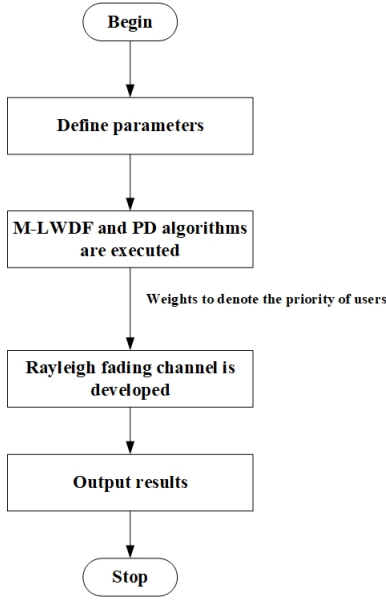 Begin
Define parameters
M-LWDF and PD algorithms
are executed
Weights to denote the priority of users
Rayleigh fading channel is
developed
Output results
Stop